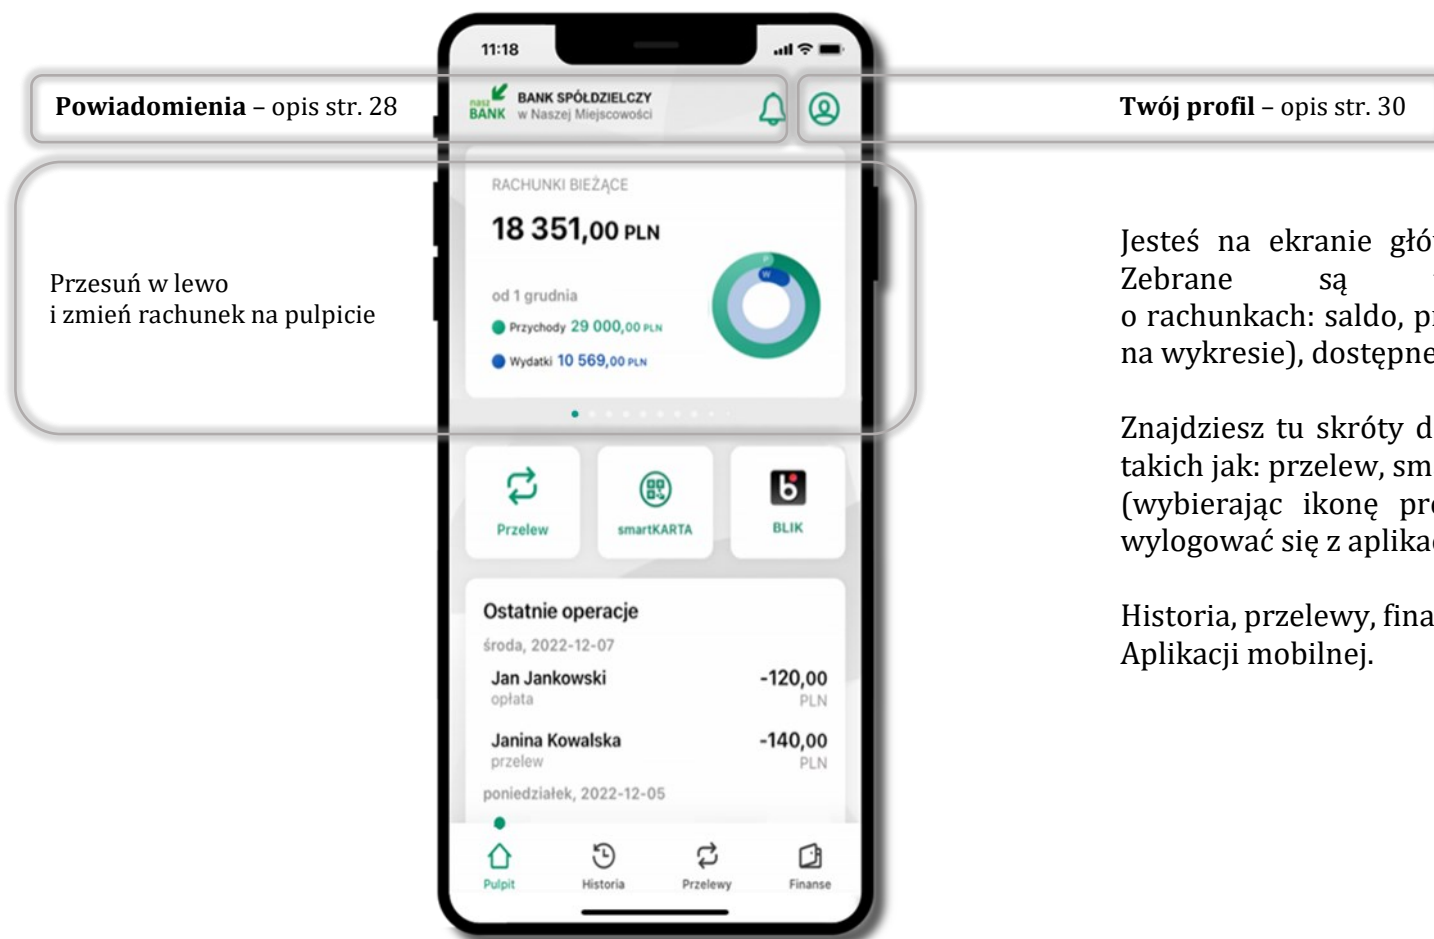 11:18
Powiadomienia – opis str. 28
nasz
BANK
BANK SPÓŁDZIELCZY
w Naszej Miejscowości
Twój profil – opis str. 30
RACHUNKI BIEŻĄCE
18 351,00 PLN
P
W
od 1 grudnia
Przychody 29 000,00 PLN
Wydatki 10 569,00 PLN
Przesuń w lewo
i zmień rachunek na pulpicie
Przelew
smartKARTA
BLIK
Ostatnie operacje
środa, 2022-12-07
Jan Jankowski -120,00
opłata PLN
Janina Kowalska -140,00
przelew PLN
poniedziałek, 2022-12-05
Pulpit Historia Przelewy Finanse
Jesteś na ekranie
Zebrane są
o rachunkach: saldo,
na wykresie), dostępne
Znajdziesz tu skróty
takich jak: przelew,
(wybierając ikonę
wylogować się z
Historia, przelewy,
Aplikacji mobilnej.